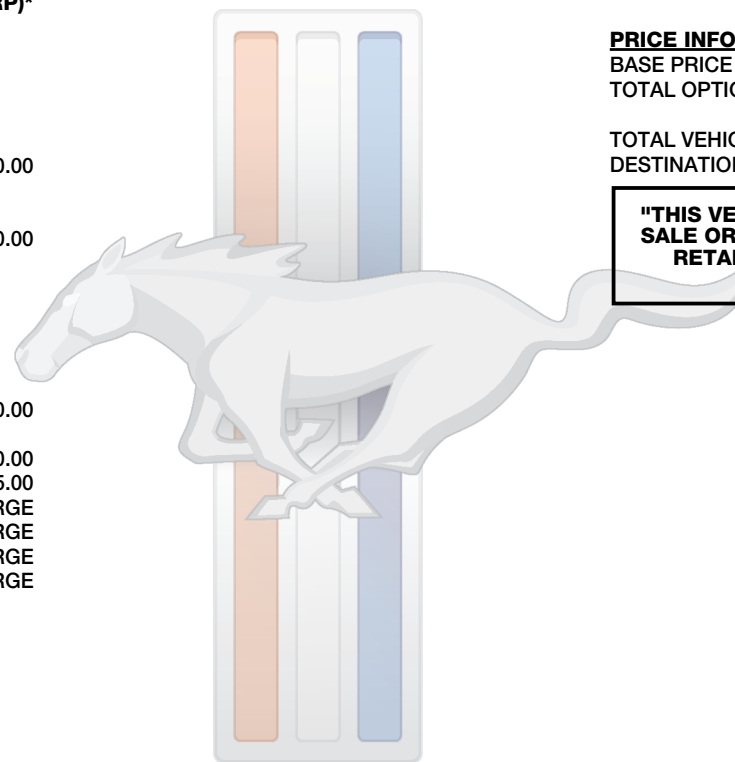 RP)*
0.00
0.00
0.00
0.00
5.00
RGE
RGE
RGE
RGE
PRICE INFO
BASE PRICE
TOTAL OPTIO
TOTAL VEHIC
DESTINATION
"THIS VE
SALE OR
RETAI